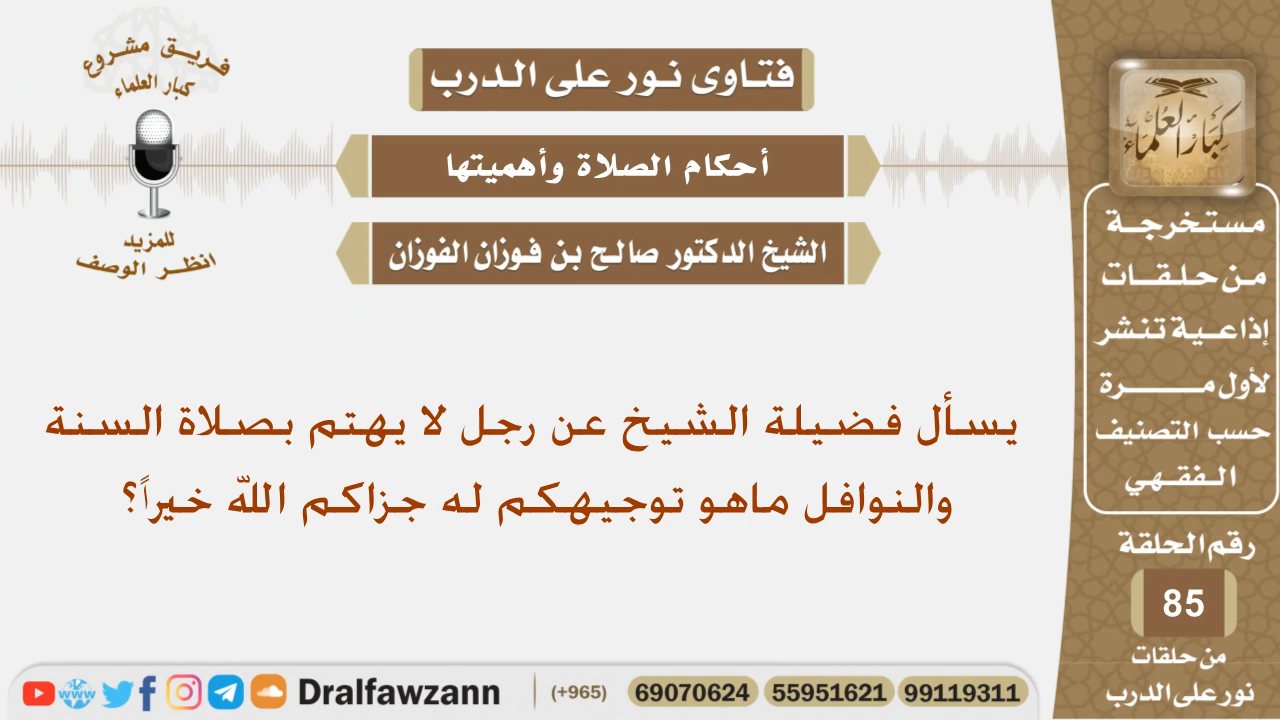 فريق مشروع
كبار العلماء
للمزيد
انظر الوصف
فتاوى نور على الدرب
أحكام الصلاة وأهميتها
الشيخ الدكتور صالح بن فوزان الفوزان
يسأل فضيلة الشيخ عن رجل لا يهتم بصلاة السنة
والنوافل ماهو توجيهكم له جزاكم الله خيراً؟
كبار العلماء
مستخرجة
من حلقات
إذاعية تنشر
لأول مرة
حسب التصنيف
الفقهي
رقم الحلقة
85
من حلقات
نور على الدرب
www
Dralfawzann
(+965)
69070624
55951621
99119311